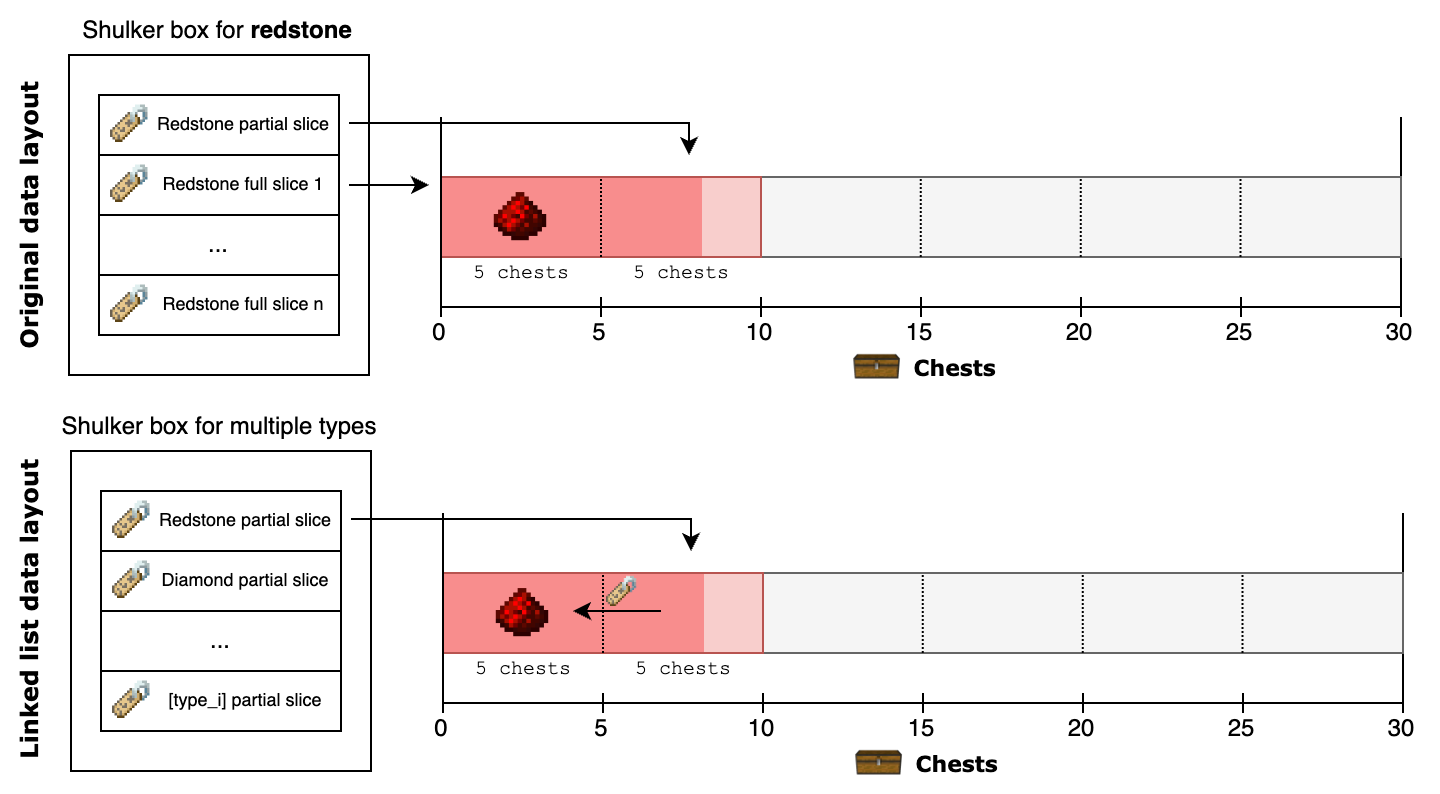 Shulker box for redstone
Original data layout
Redstone partial slice
Redstone full slice 1
...
Redstone full slice n
5 chests 5 chests
0 5 10 15 20 25 30
Chests
Shulker box for multiple types
Linked list data layout
Redstone partial slice
Diamond partial slice
...
[type_i] partial slice
5 chests 5 chests
0 5 10 15 20 25 30
Chests